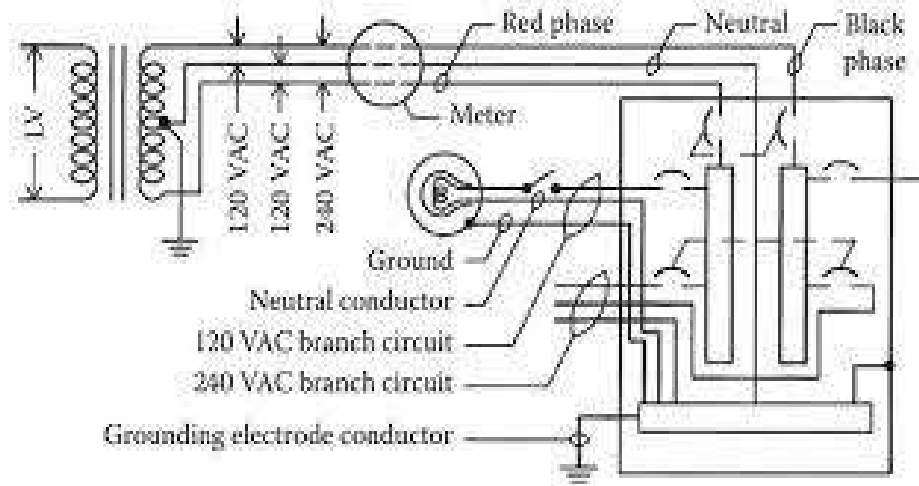 Red phase
Neutral
Black
phase
LV
120 VAC
120 VAC
240 VAC
Meter
Ground
Neutral conductor
120 VAC branch circuit
240 VAC branch circuit
Grounding electrode conductor